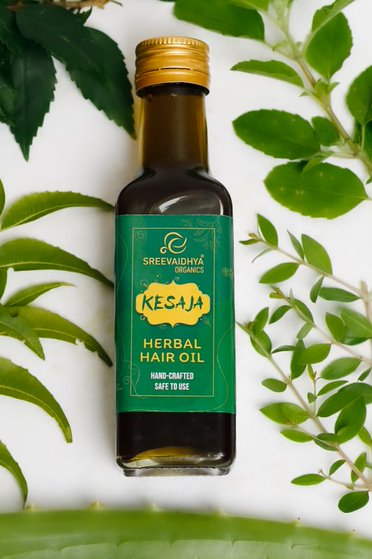 SREEVAIDHYA®
ORGANICS
KESAJA
HERBAL
HAIR OIL
HAND-CRAFTED
SAFE TO USE